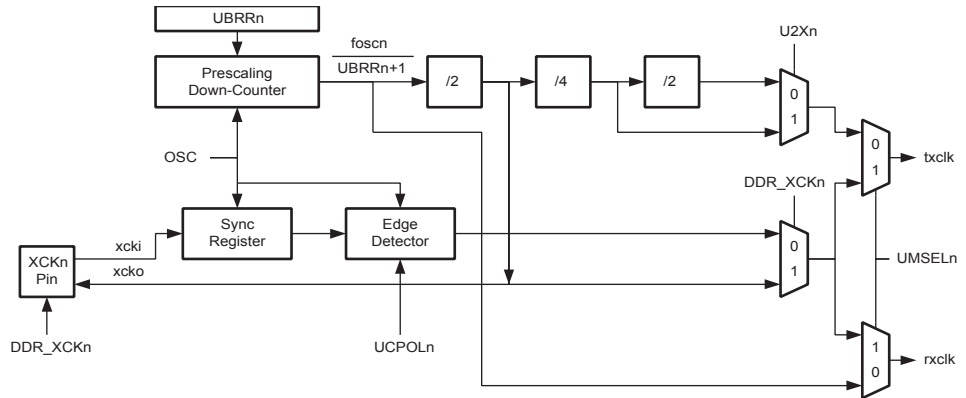 UBRRn
U2Xn
foscn
Prescaling
Down-Counter
UBRRn+1
/2
/4
/2
0
1
0
1
txclk
OSC
DDR_XCKn
Sync
Register
Edge
Detector
xcki
0
1
XCKn
Pin
xcko
UMSELn
DDR_XCKn
UCPOLn
1
0
rxclk